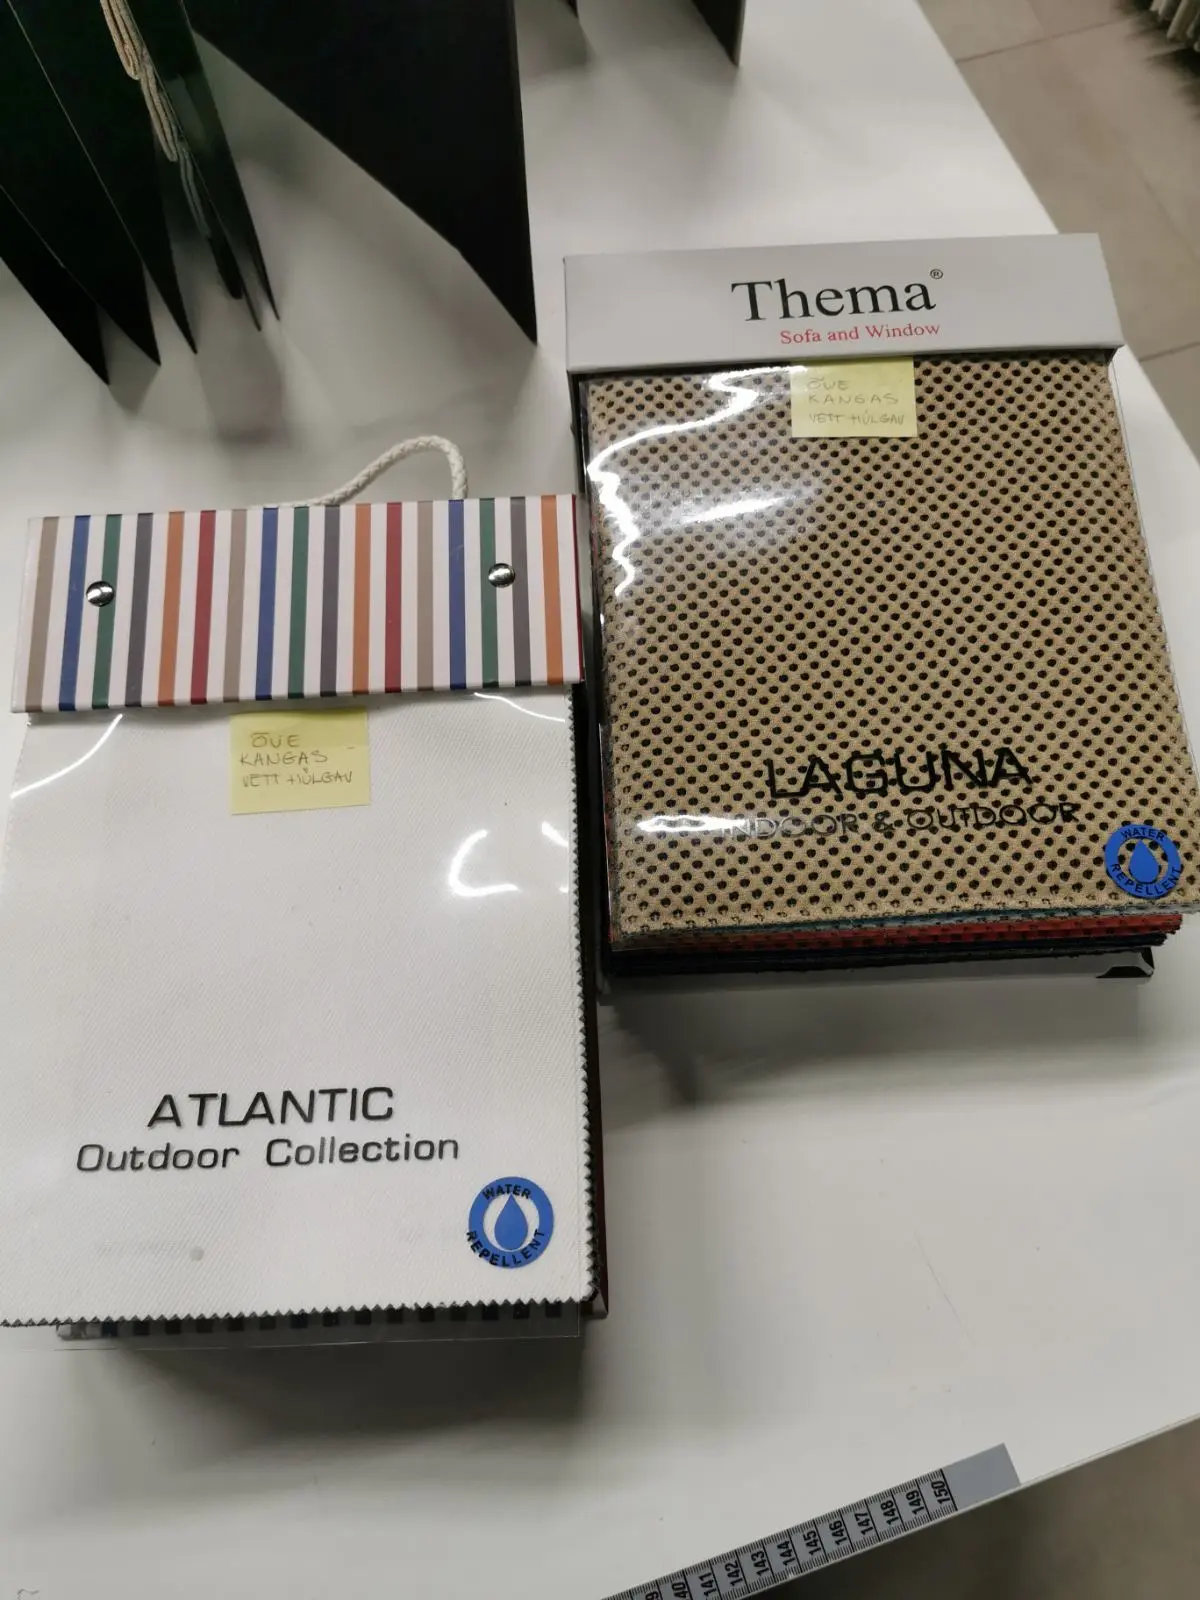 Thema®
Sofa and Window
ÕUE
KANGAS
VETT HÜLGAV
LAGUNA
INDOOR & OUTDOOR
WATER
REPELLENT
ÕUE
KANGAS
VETT HÜLGAV
ATLANTIC
Outdoor Collection
WATER
REPELLENT
140 141 142 143 144 145 146 147 148 149 150